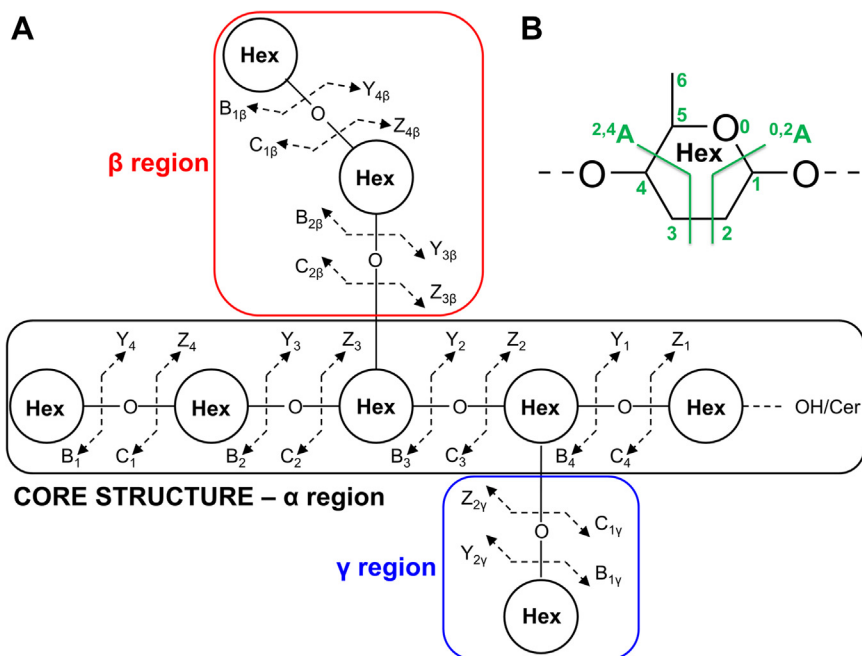 A
B
Hex
Y4β
B1β
O
Z4β
C1β
Hex
β region
B2β
Y3β
O
C2β
Z3β
6
5
O 0
2,4A
0,2A
Hex
O
4
1
O
3
2
Y4 Z4 Y3 Z3 Y2 Z2 Y1 Z1
Hex O Hex O Hex O Hex O Hex OH/Cer
B1 C1 B2 C2 B3 C3 B4 C4
CORE STRUCTURE – α region
Z2γ
C1γ
O
Y2γ
B1γ
γ region
Hex